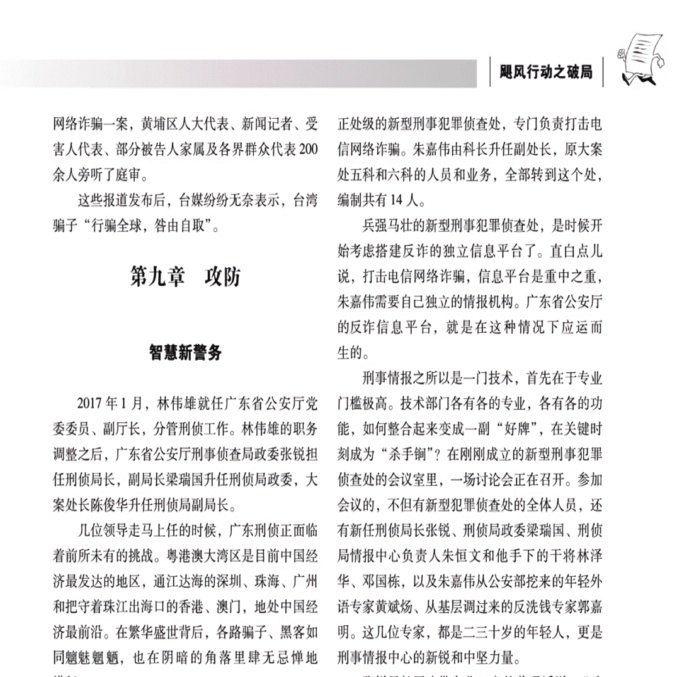 飓风行动之破局
网络诈骗一案，黄埔区人大代表、新闻记者、受
害人代表、部分被告人家属及各界群众代表 200
余人旁听了庭审。
这些报道发布后，台媒纷纷无奈表示，台湾
骗子“行骗全球，咎由自取”。
第九章　攻防
智慧新警务
2017 年 1 月，林伟雄就任广东省公安厅党
委委员、副厅长，分管刑侦工作。林伟雄的职务
调整之后，广东省公安厅刑事侦查局政委张锐担
任刑侦局长，副局长梁瑞国升任刑侦局政委，大
案处长陈俊华升任刑侦局副局长。
几位领导走马上任的时候，广东刑侦正面临
着前所未有的挑战。粤港澳大湾区是目前中国经
济最发达的地区，通江达海的深圳、珠海、广州
和把守着珠江出海口的香港、澳门，地处中国经
济最前沿。在繁华盛世背后，各路骗子、黑客如
同魑魅魍魉，也在阴暗的角落里肆无忌惮地
正处级的新型刑事犯罪侦查处，专门负责打击电
信网络诈骗。朱嘉伟由科长升任副处长，原大案
处五科和六科的人员和业务，全部转到这个处，
编制共有 14 人。
兵强马壮的新型刑事犯罪侦查处，是时候开
始考虑搭建反诈的独立信息平台了。直白点儿
说，打击电信网络诈骗，信息平台是重中之重，
朱嘉伟需要自己独立的情报机构。广东省公安厅
的反诈信息平台，就是在这种情况下应运而
生的。
刑事情报之所以是一门技术，首先在于专业
门槛极高。技术部门各有各的专业，各有各的功
能，如何整合起来变成一副“好牌”，在关键时
刻成为“杀手锏”？在刚刚成立的新型刑事犯罪
侦查处的会议室里，一场讨论会正在召开。参加
会议的，不但有新型犯罪侦查处的全体人员，还
有新任刑侦局长张锐、刑侦局政委梁瑞国、刑侦
局情报中心负责人朱恒文和他手下的干将林泽
华、邓国栋，以及朱嘉伟从公安部挖来的年轻外
语专家黄斌炀、从基层调过来的反洗钱专家郭嘉
明。这几位专家，都是二三十岁的年轻人，更是
刑事情报中心的新锐和中坚力量。